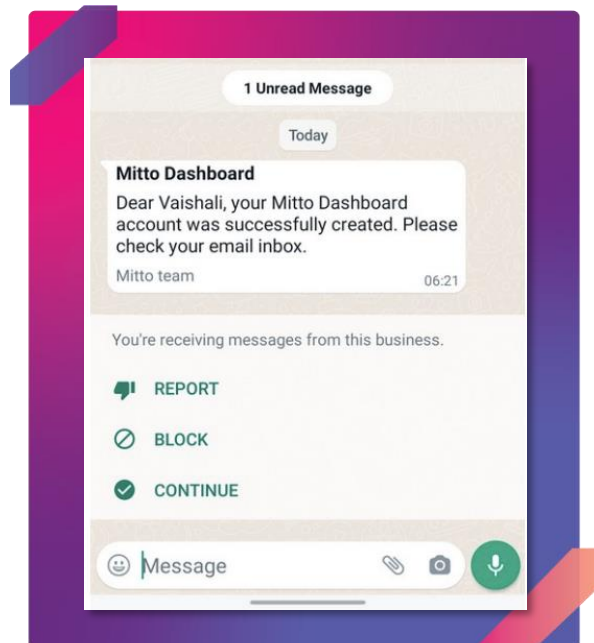 1 Unread Message
Today
Mitto Dashboard
Dear Vaishali, your Mitto Dashboard
account was successfully created. Please
check your email inbox.
Mitto team
06:21
You're receiving messages from this business.
REPORT
BLOCK
CONTINUE
Message